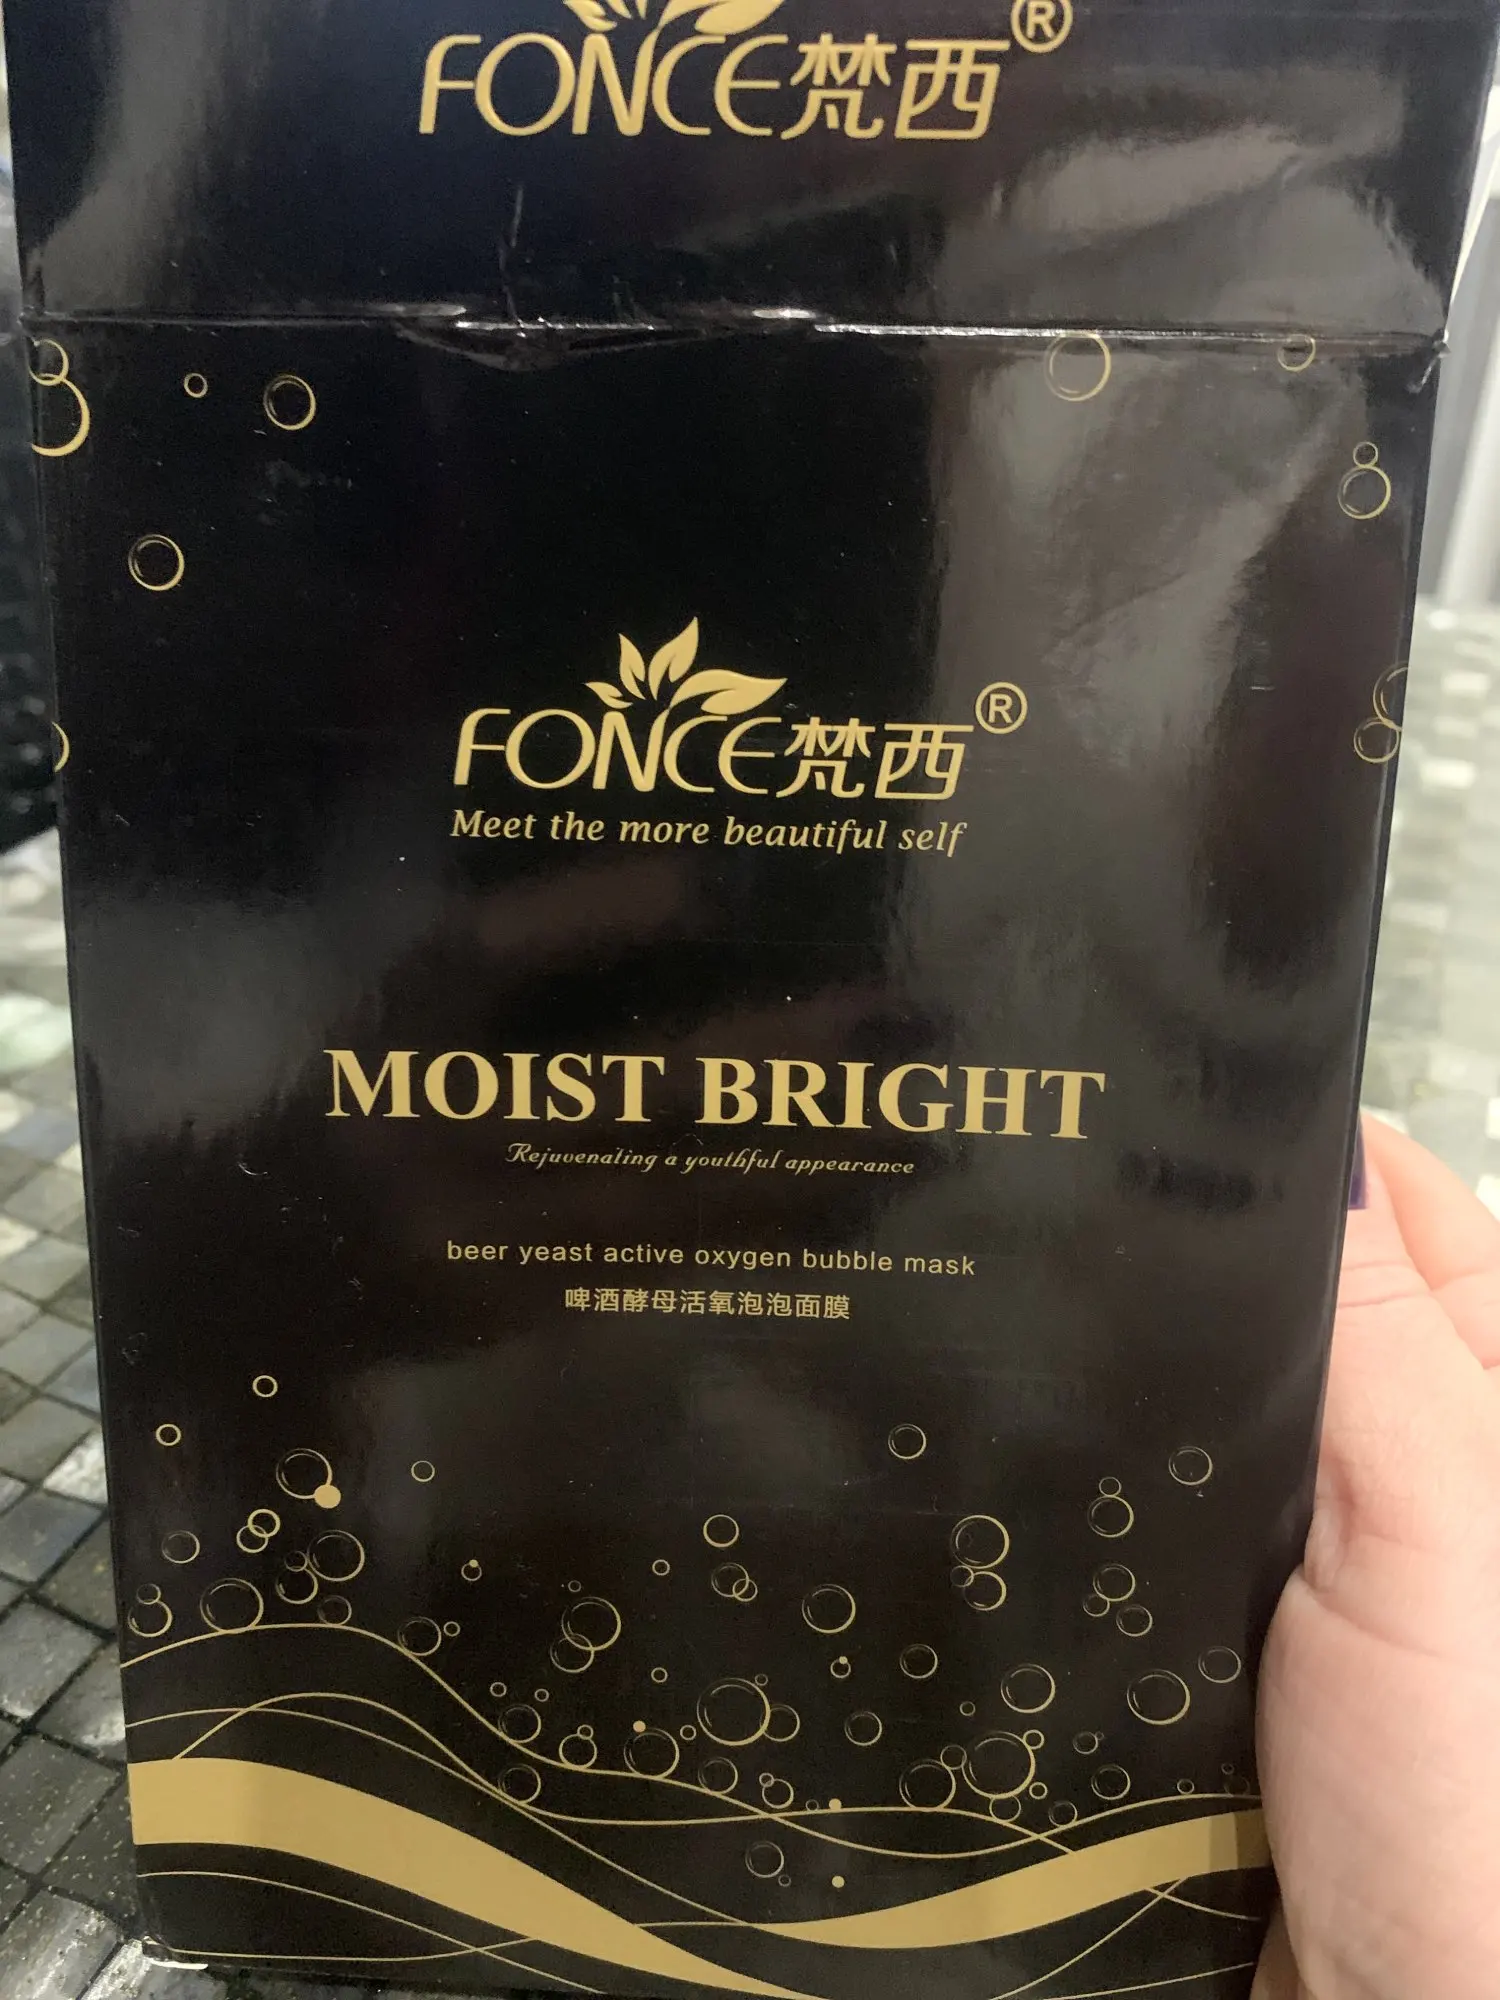 FONCE梵西®
FONCE梵西®
Meet the more beautiful self
MOIST BRIGHT
Rejuvenating a youthful appearance
beer yeast active oxygen bubble mask
啤酒酵母活氧泡泡面膜